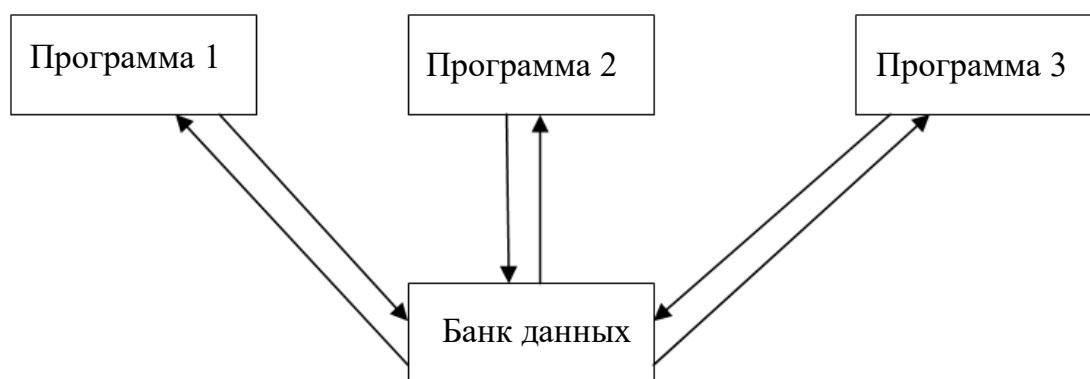 Программа 1
Программа 2
Программа 3
Банк данных